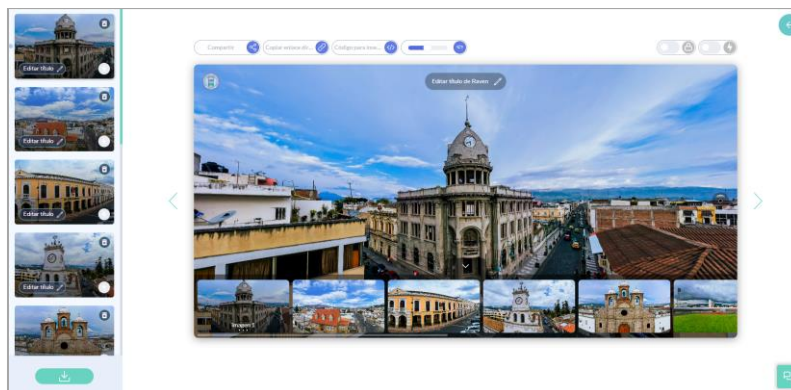 Compartir
Copiar enlace de...
Código para inse...
Editar título de Raven
Editar título
Editar título
Editar título
Editar título
Imagen 1